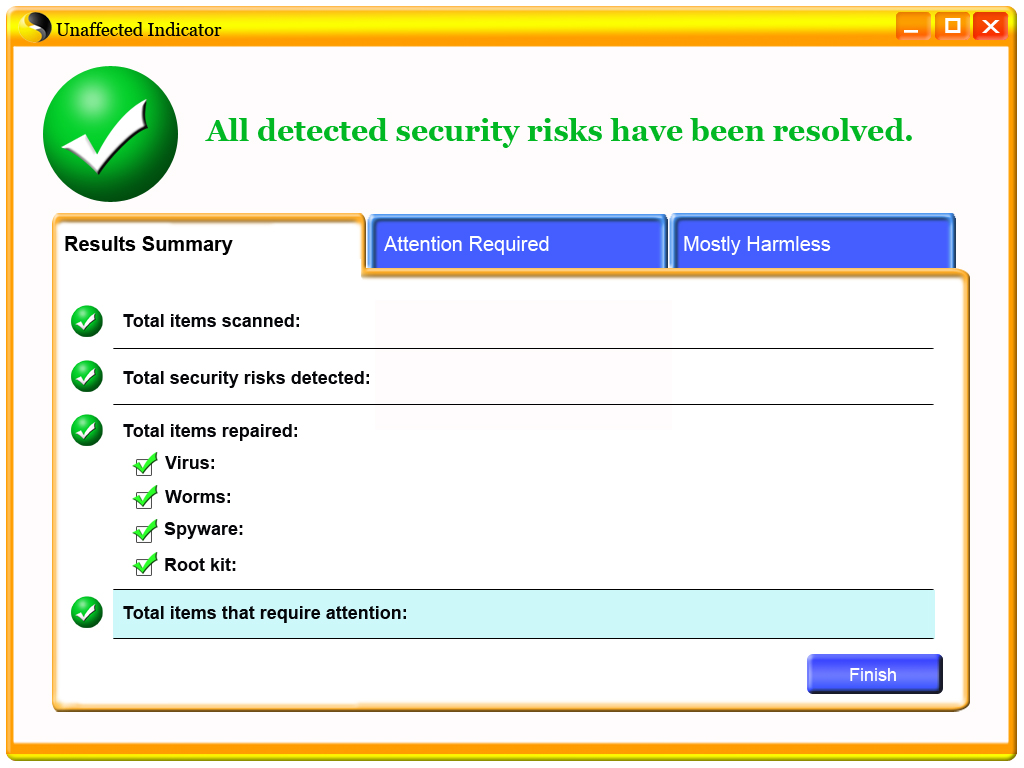 Unaffected Indicator
All detected security risks have been resolved.
Results Summary
Attention Required
Mostly Harmless
Total items scanned:
Total security risks detected:
Total items repaired:
Virus:
Worms:
Spyware:
Root kit:
Total items that require attention:
Finish